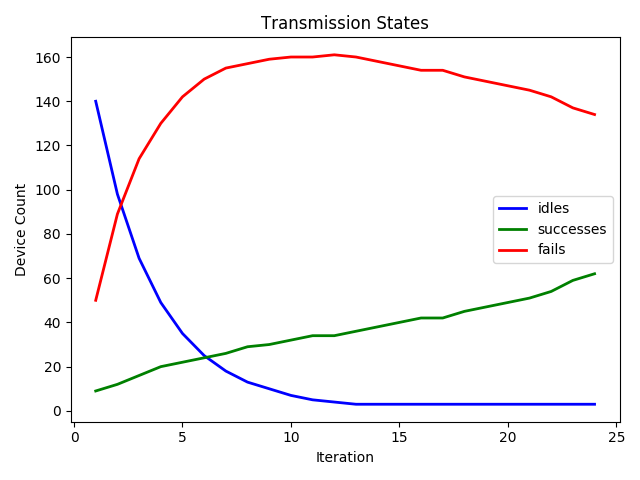 Transmission States
Device Count
160
140
120
100
80
60
40
20
0
idles
successes
fails
0 5 10 15 20 25
Iteration